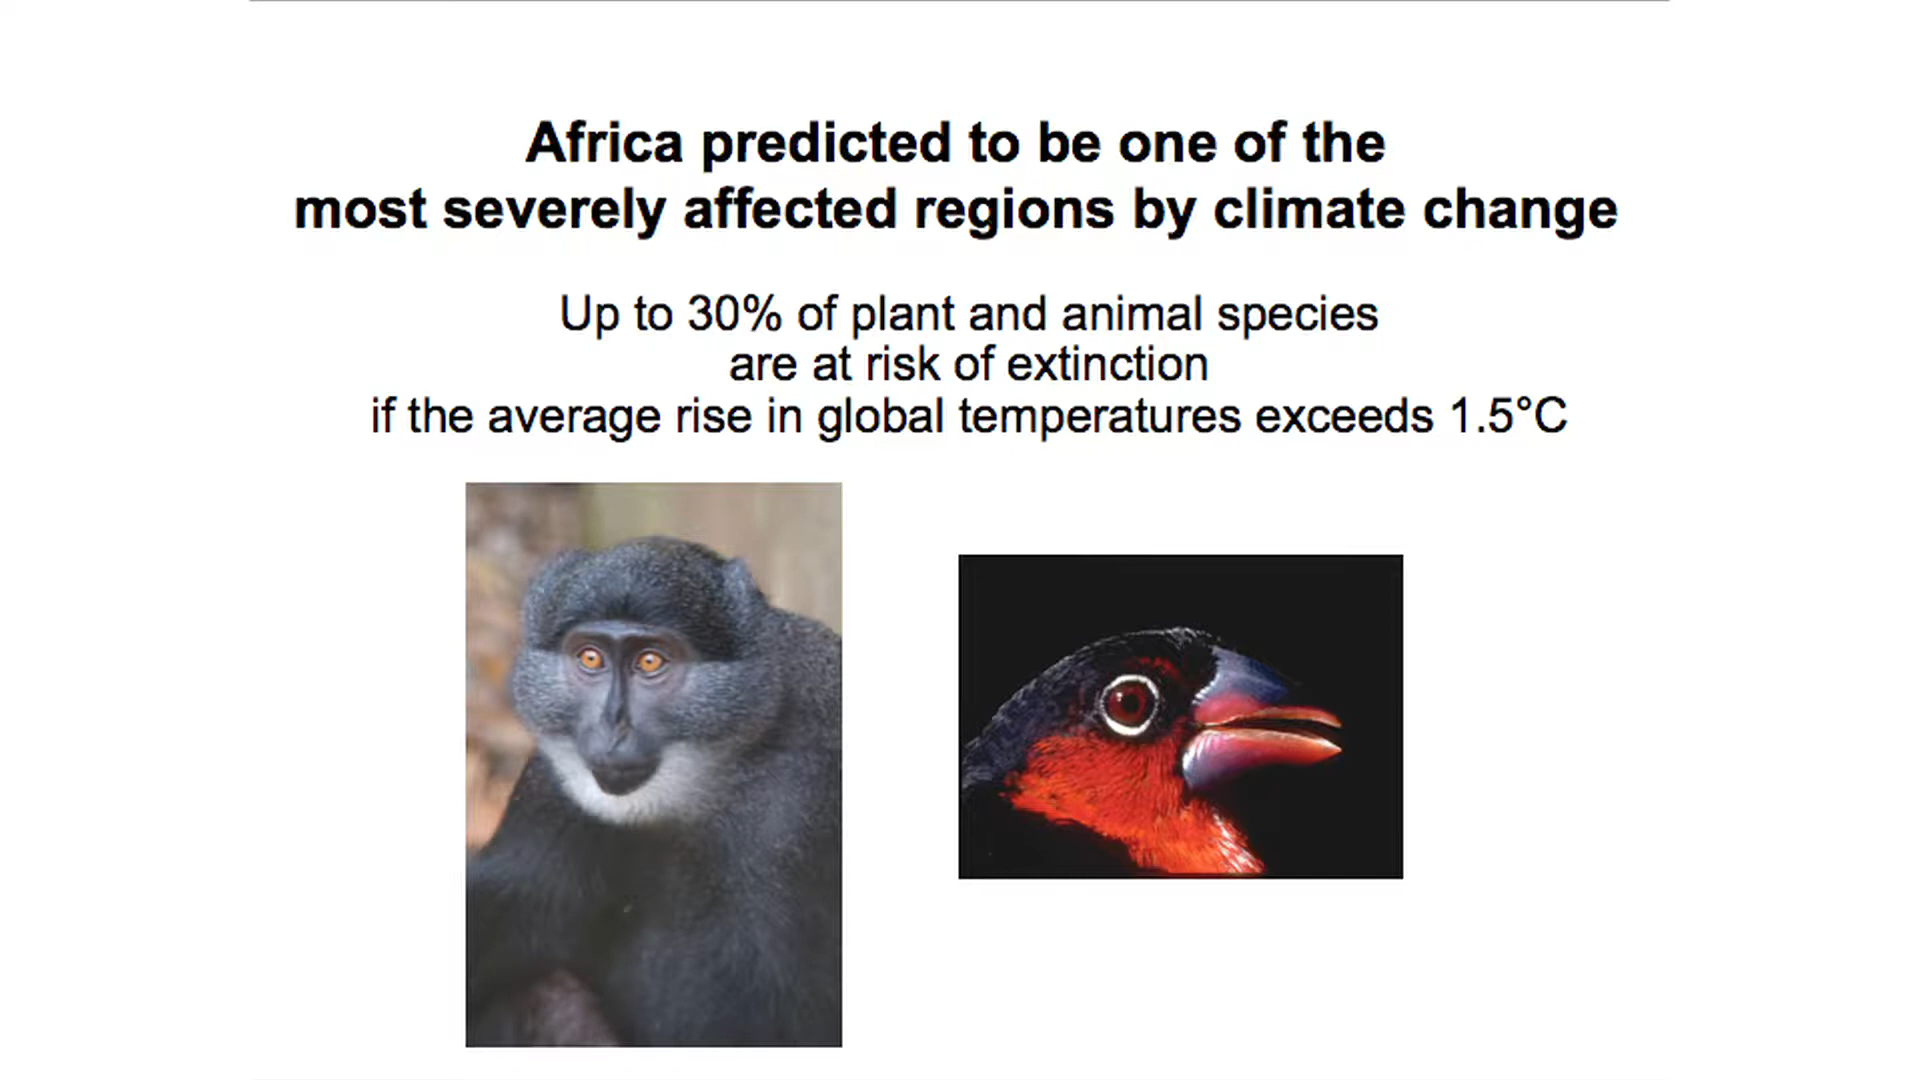 Africa predicted to be one of the
most severely affected regions by climate change
Up to 30% of plant and animal species
are at risk of extinction
if the average rise in global temperatures exceeds 1.5°C